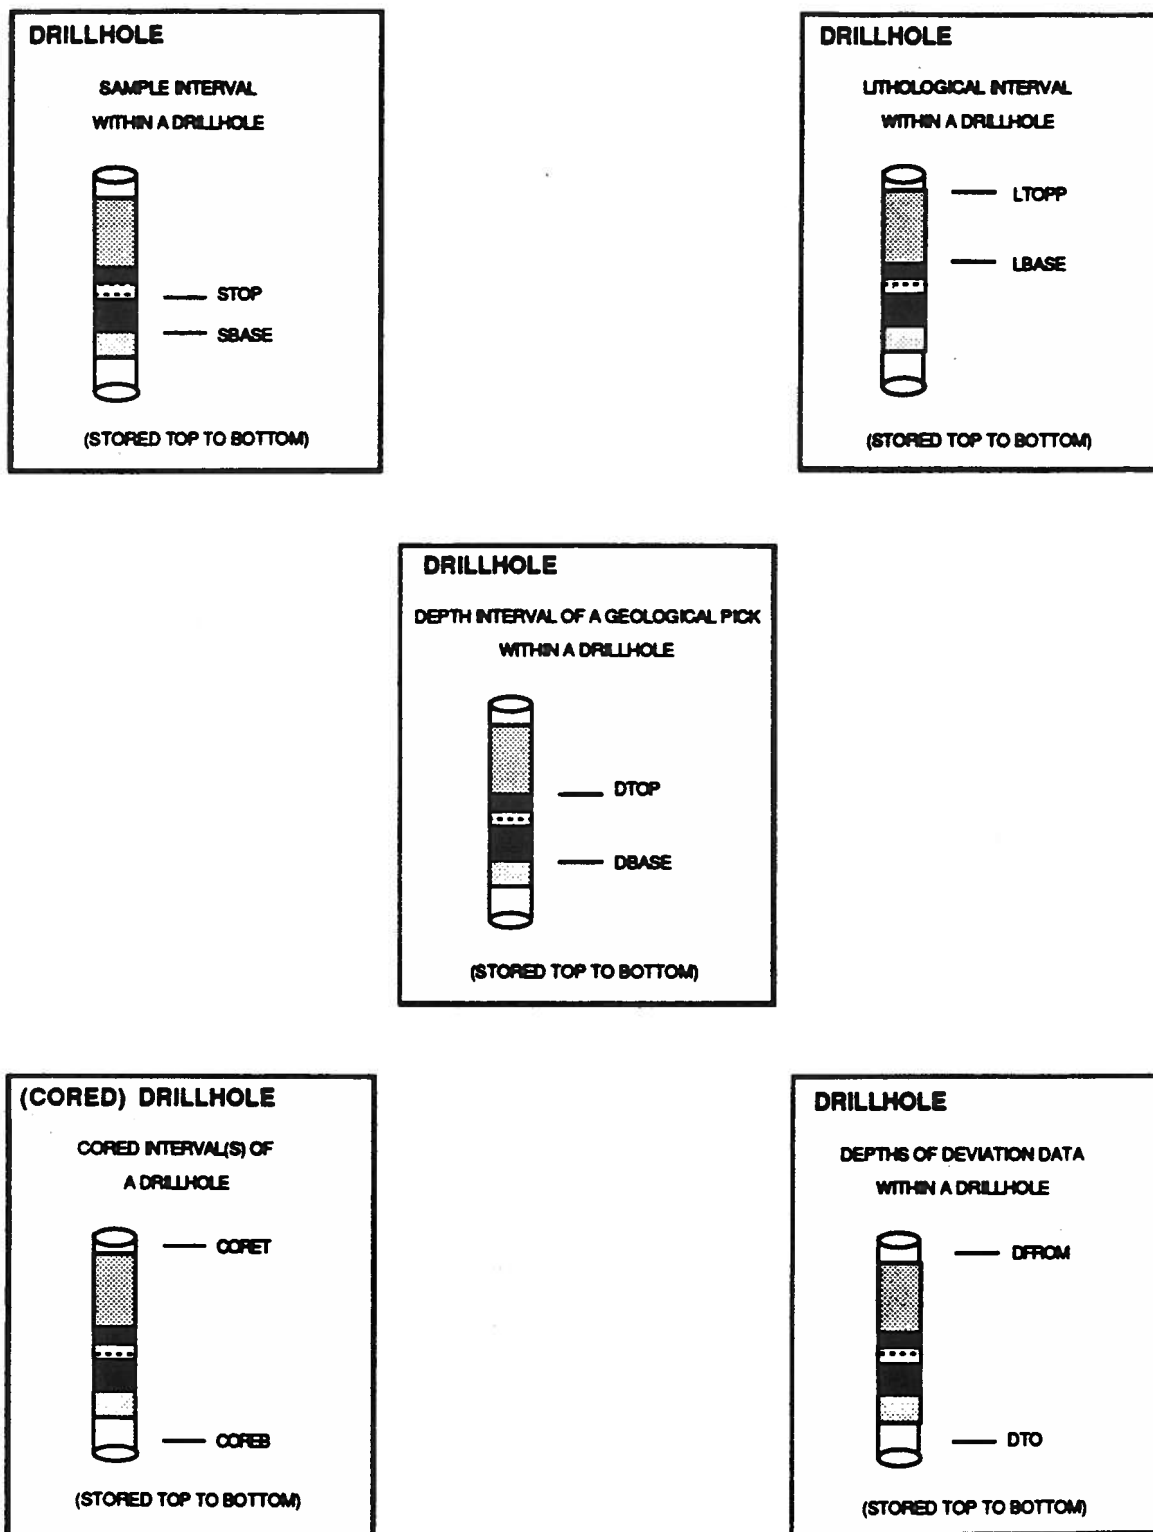 DRILLHOLE
SAMPLE INTERVAL
WITHIN A DRILLHOLE
STOP
SBASE
(STORED TOP TO BOTTOM)
DRILLHOLE
LITHOLOGICAL INTERVAL
WITHIN A DRILLHOLE
LTOPP
LBASE
(STORED TOP TO BOTTOM)
DRILLHOLE
DEPTH INTERVAL OF A GEOLOGICAL PICK
WITHIN A DRILLHOLE
DTOP
DBASE
(STORED TOP TO BOTTOM)
(CORED) DRILLHOLE
CORED INTERVAL(S) OF
A DRILLHOLE
CORET
COREB
(STORED TOP TO BOTTOM)
DRILLHOLE
DEPTHS OF DEVIATION DATA
WITHIN A DRILLHOLE
DFROM
DTO
(STORED TOP TO BOTTOM)